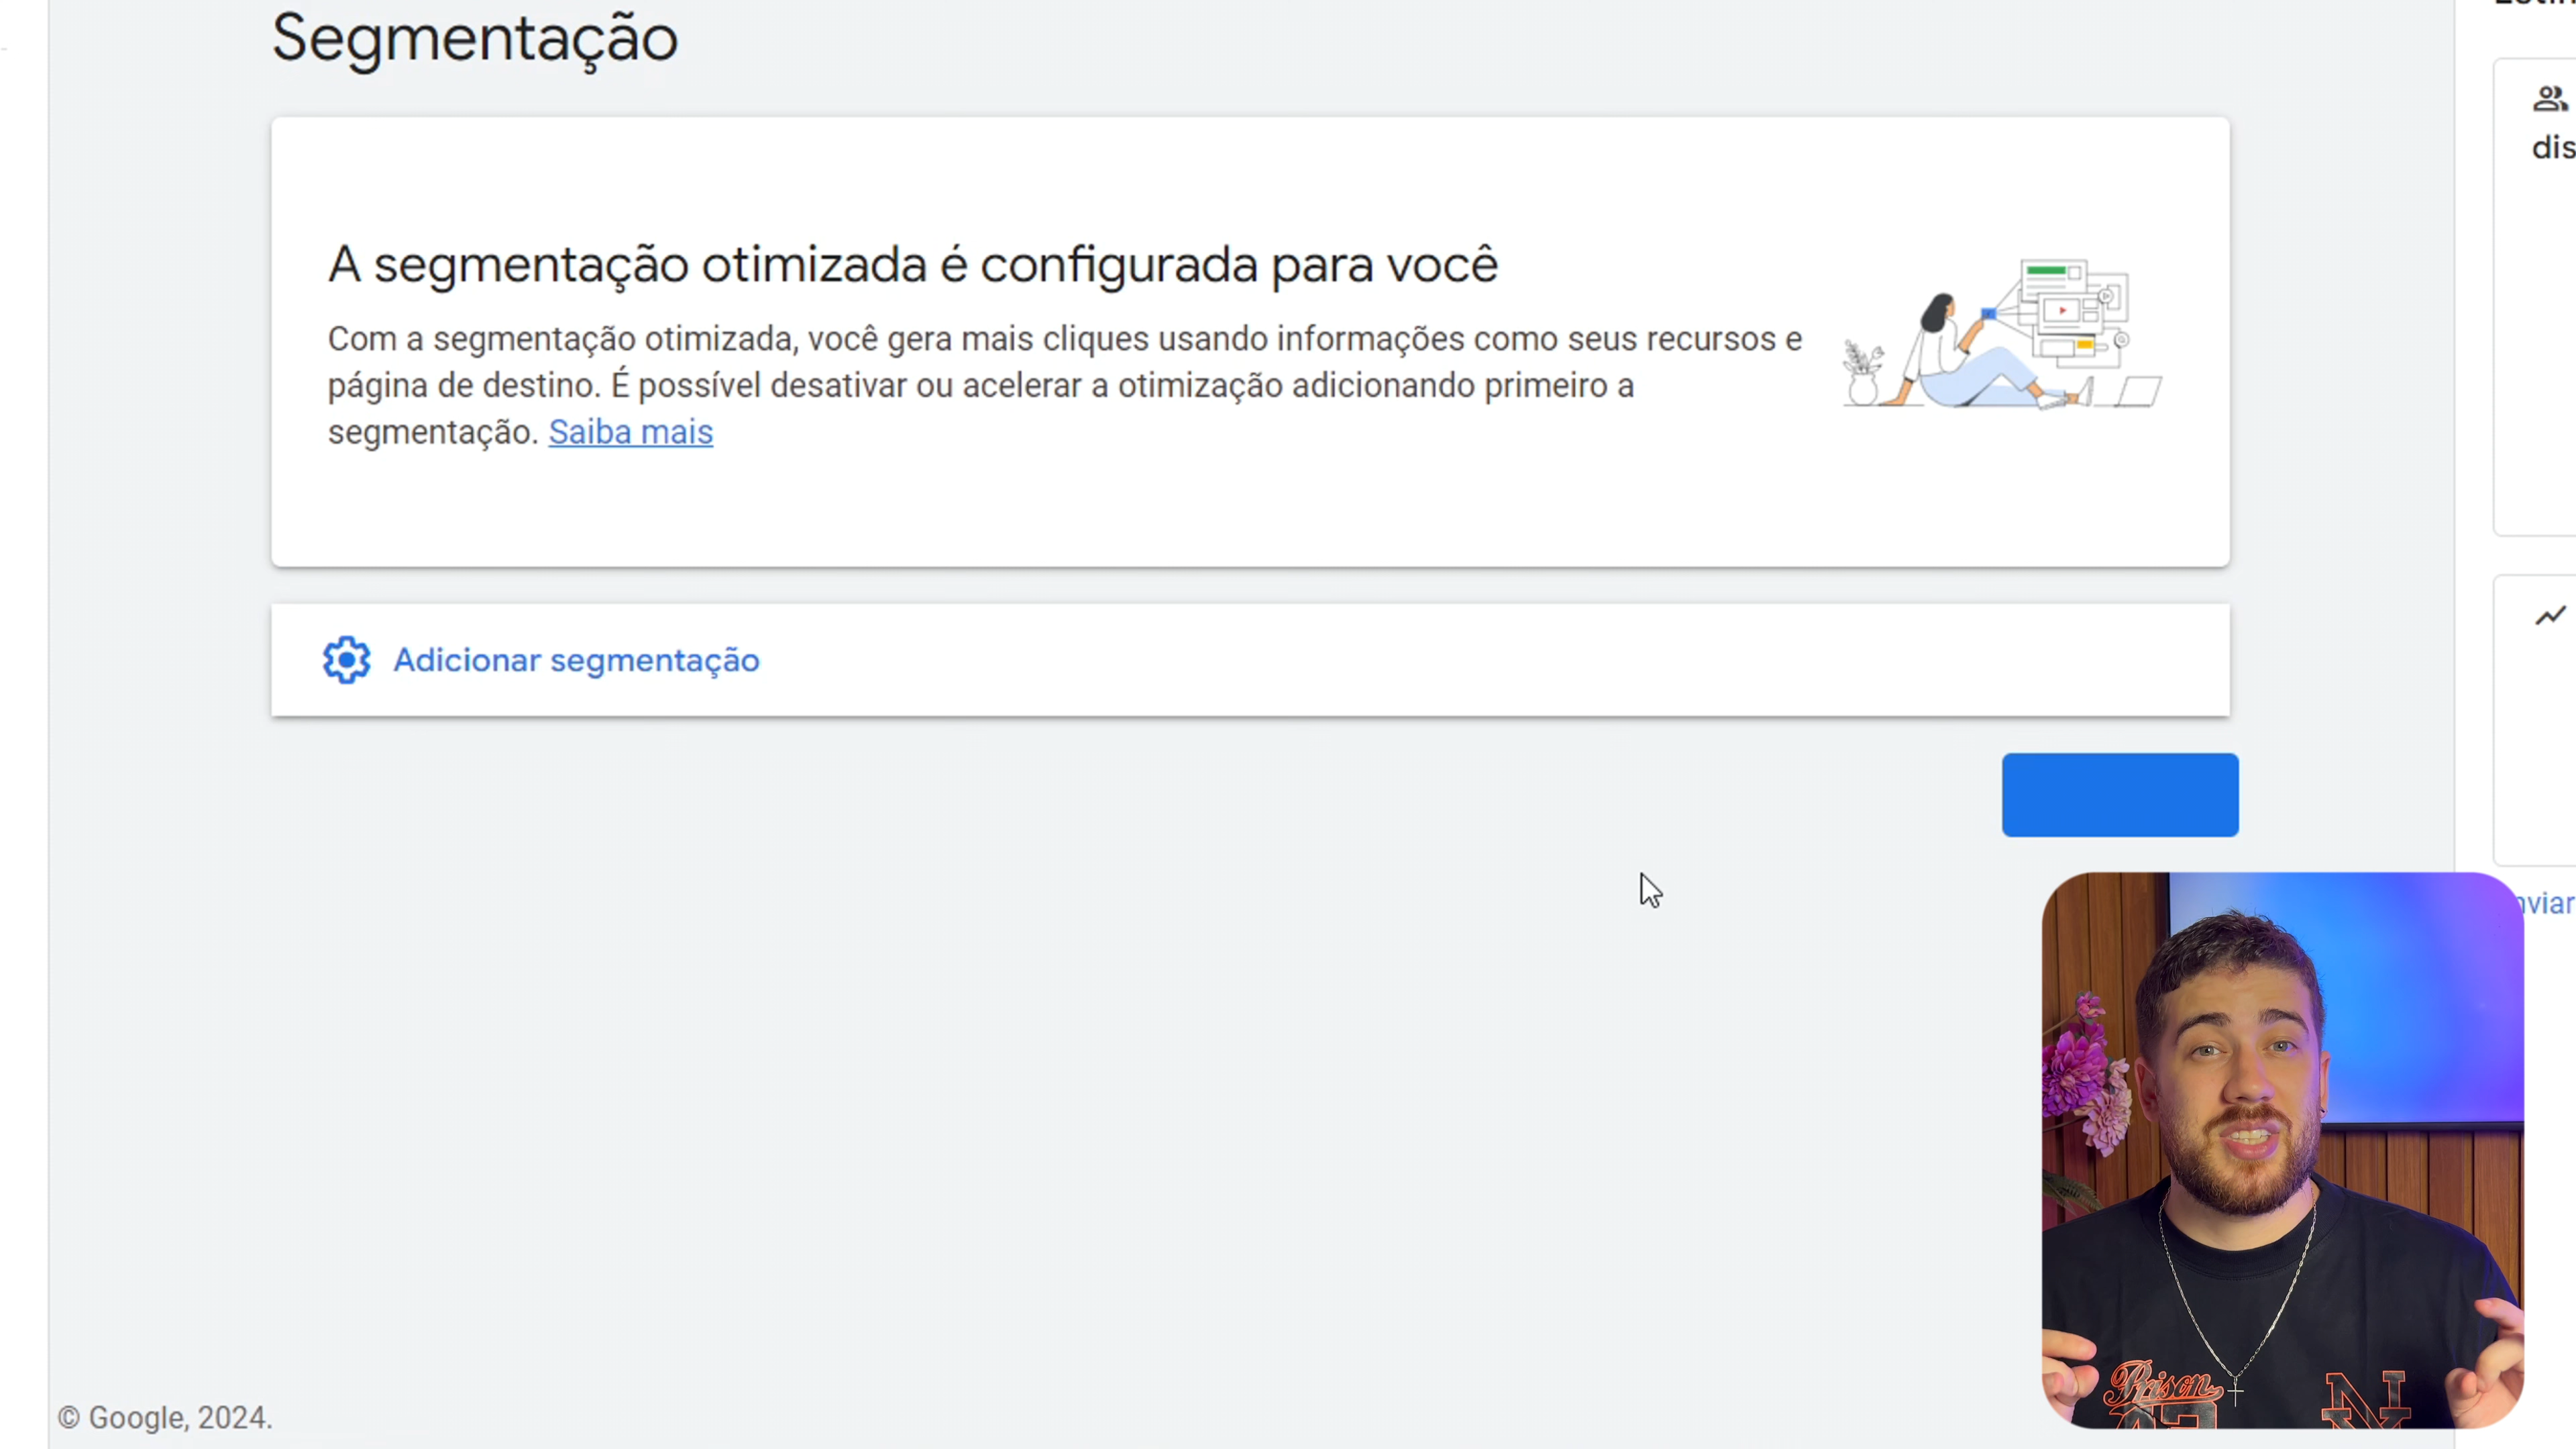 Segmentação
A segmentação otimizada é configurada para você
Com a segmentação otimizada, você gera mais cliques usando informações como seus recursos e
página de destino. É possível desativar ou acelerar a otimização adicionando primeiro a
segmentação. Saiba mais
Adicionar segmentação
© Google, 2024.
Prison
N